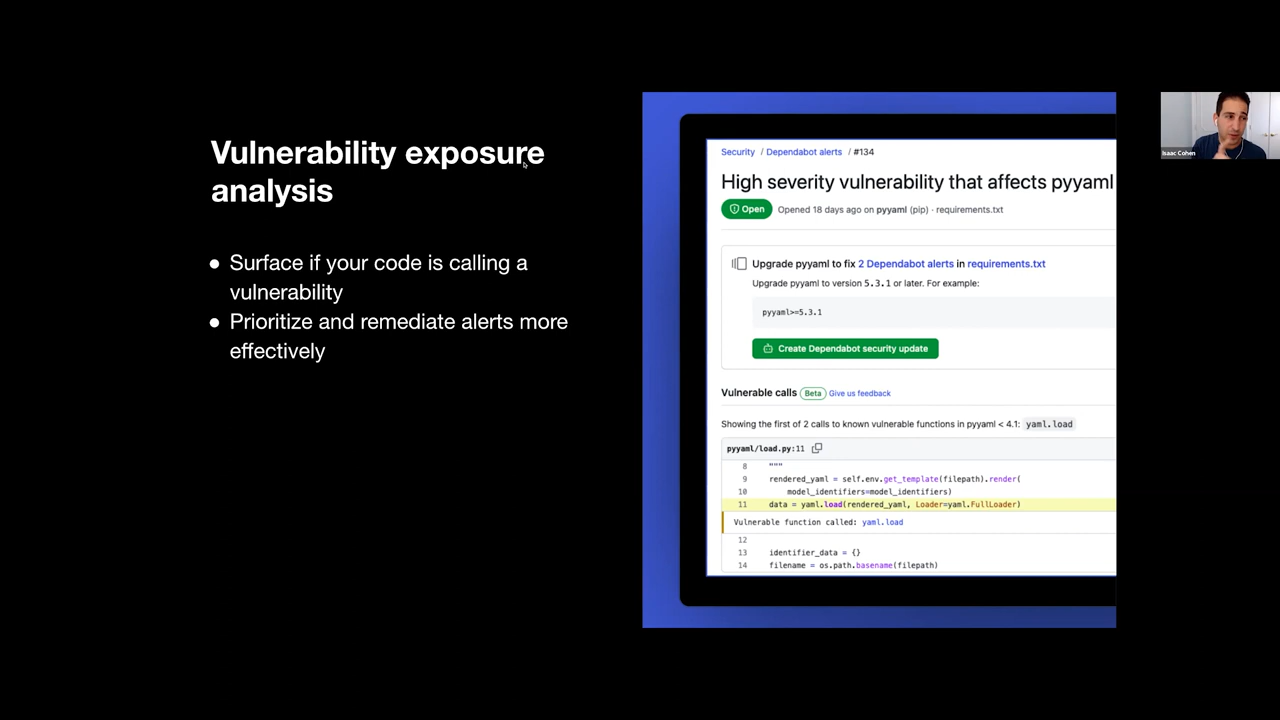 Vulnerability exposure
analysis
● Surface if your code is calling a
vulnerability
● Prioritize and remediate alerts more
effectively
Security / Dependabot alerts / #134
High severity vulnerability that affects pyyaml
Open Opened 18 days ago on pyyaml (pip) · requirements.txt
Upgrade pyyaml to fix 2 Dependabot alerts in requirements.txt
Upgrade pyyaml to version 5.3.1 or later. For example:
pyyaml>=5.3.1
Create Dependabot security update
Vulnerable calls Beta Give us feedback
Showing the first of 2 calls to known vulnerable functions in pyyaml < 4.1: yaml.load
pyyaml/load.py:11
8 """
9 rendered_yaml = self.env.get_template(filepath).render(
10 model_identifiers=model_identifiers)
11 data = yaml.load(rendered_yaml, Loader=yaml.FullLoader)
Vulnerable function called: yaml.load
12
13 identifier_data = {}
14 filename = os.path.basename(filepath)
Isaac Cohen